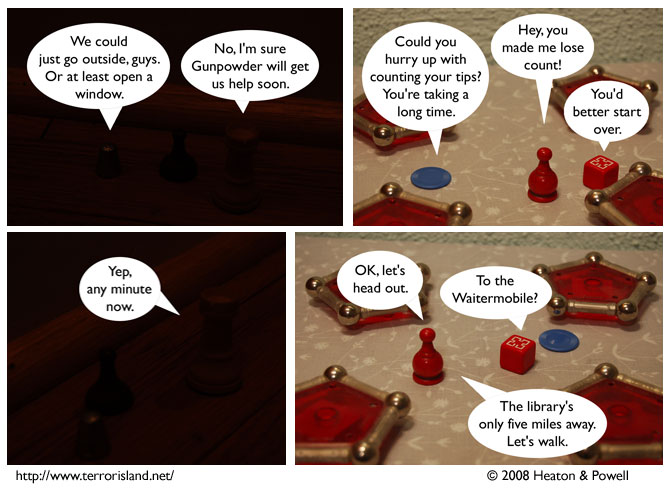 We could
just go outside, guys.
Or at least open a
window.
No, I'm sure
Gunpowder will get
us help soon.
Could you
hurry up with
counting your tips?
You're taking a
long time.
Hey, you
made me lose
count!
You'd
better start
over.
Yep,
any minute
now.
OK, let's
head out.
To the
Waitermobile?
The library's
only five miles away.
Let's walk.
http://www.terrorisland.net/
© 2008 Heaton & Powell